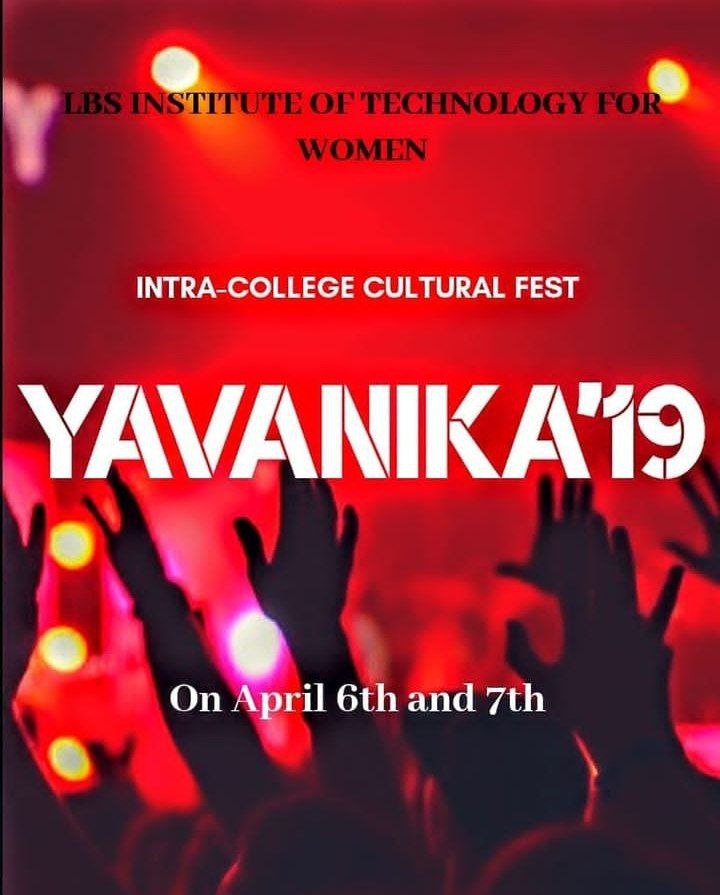 LBS INSTITUTE OF TECHNOLOGY FOR
WOMEN
INTRA-COLLEGE CULTURAL FEST
YAVANIKA'19
On April 6th and 7th